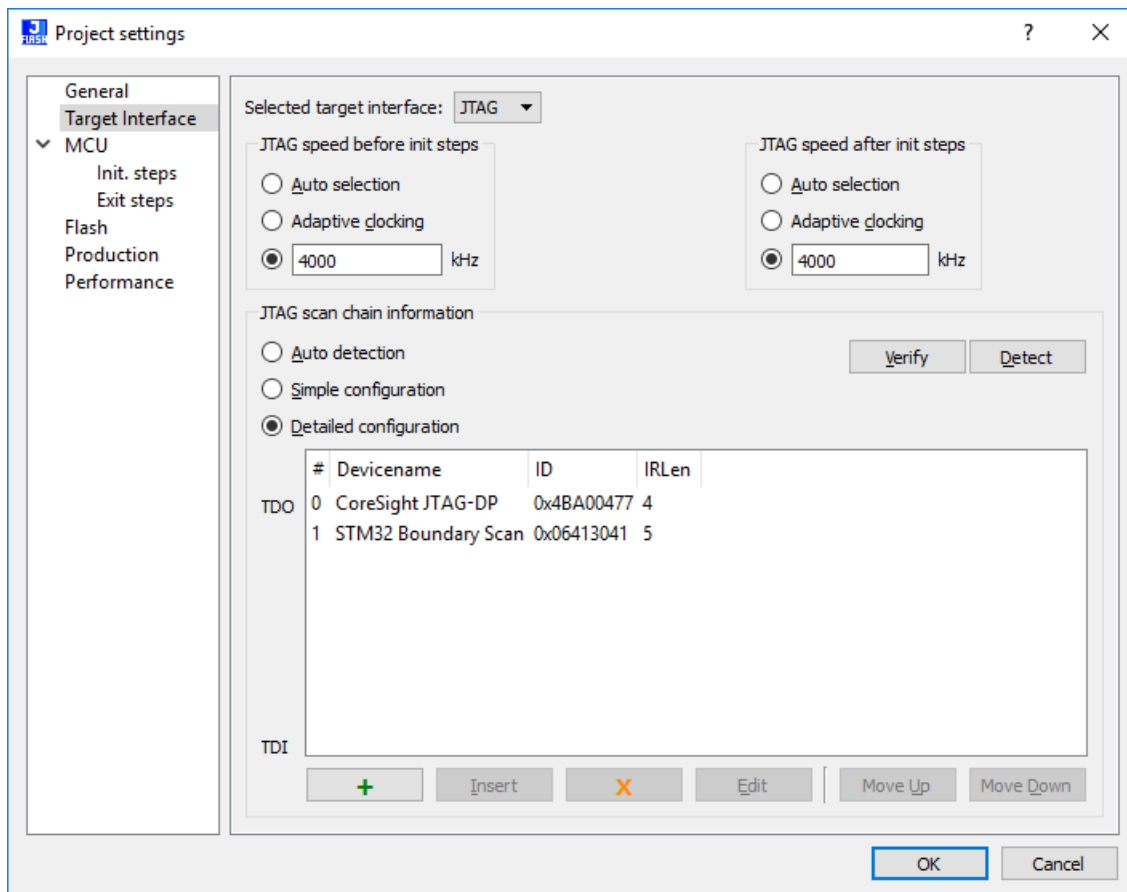 J
FLASH
Project settings
?
General
Target Interface
MCU
Init. steps
Exit steps
Flash
Production
Performance
Selected target interface: JTAG
JTAG speed before init steps
Auto selection
Adaptive clocking
4000 kHz
JTAG speed after init steps
Auto selection
Adaptive clocking
4000 kHz
JTAG scan chain information
Auto detection
Simple configuration
Detailed configuration
Verify
Detect
# Devicename ID IRLen
TDO
0 CoreSight JTAG-DP 0x4BA00477 4
1 STM32 Boundary Scan 0x06413041 5
TDI
+ Insert X Edit Move Up Move Down
OK Cancel